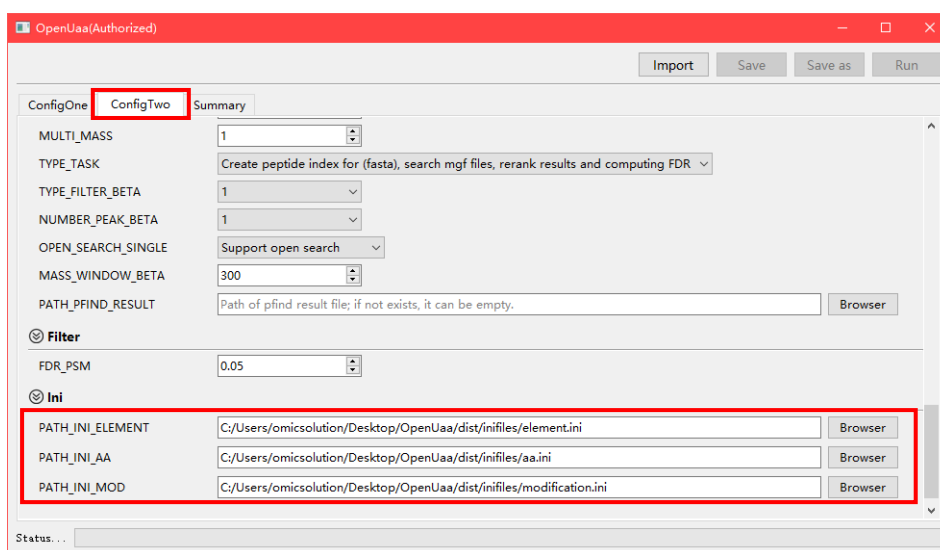 OpenUaa(Authorized)
Import Save Save as Run
ConfigOne ConfigTwo Summary
MULTI_MASS 1
TYPE_TASK Create peptide index for (fasta), search mgf files, rerank results and computing FDR
TYPE_FILTER_BETA 1
NUMBER_PEAK_BETA 1
OPEN_SEARCH_SINGLE Support open search
MASS_WINDOW_BETA 300
PATH_PFIND_RESULT Path of pfind result file; if not exists, it can be empty. Browser
Filter
FDR_PSM 0.05
Ini
PATH_INI_ELEMENT C:/Users/omicsolution/Desktop/OpenUaa/dist/inifiles/element.ini Browser
PATH_INI_AA C:/Users/omicsolution/Desktop/OpenUaa/dist/inifiles/aa.ini Browser
PATH_INI_MOD C:/Users/omicsolution/Desktop/OpenUaa/dist/inifiles/modification.ini Browser
Status...